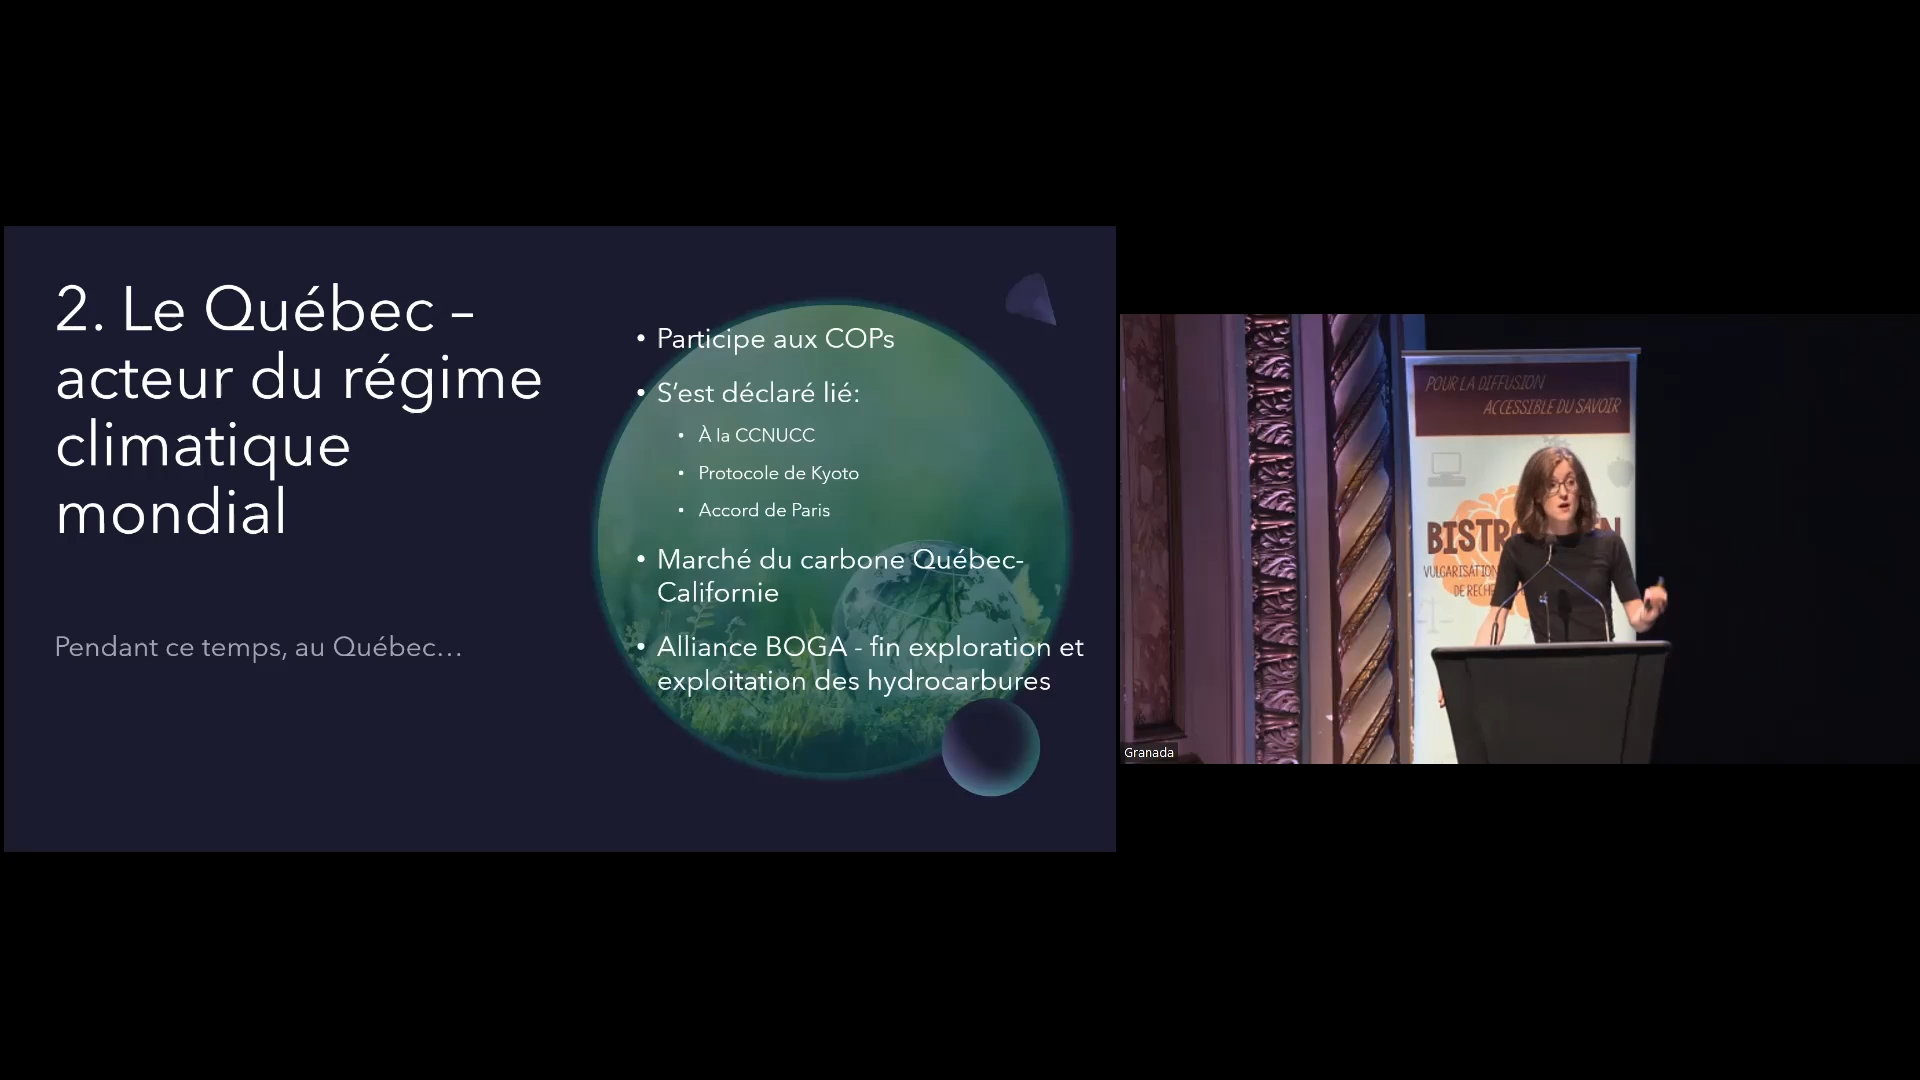 2. Le Québec –
acteur du régime
climatique
mondial
Pendant ce temps, au Québec…
• Participe aux COPs
• S’est déclaré lié:
• À la CCNUCC
• Protocole de Kyoto
• Accord de Paris
• Marché du carbone Québec-
Californie
• Alliance BOGA - fin exploration et
exploitation des hydrocarbures
POUR LA DIFFUSION
ACCESSIBLE DU SAVOIR
VULGARISATION
Granada